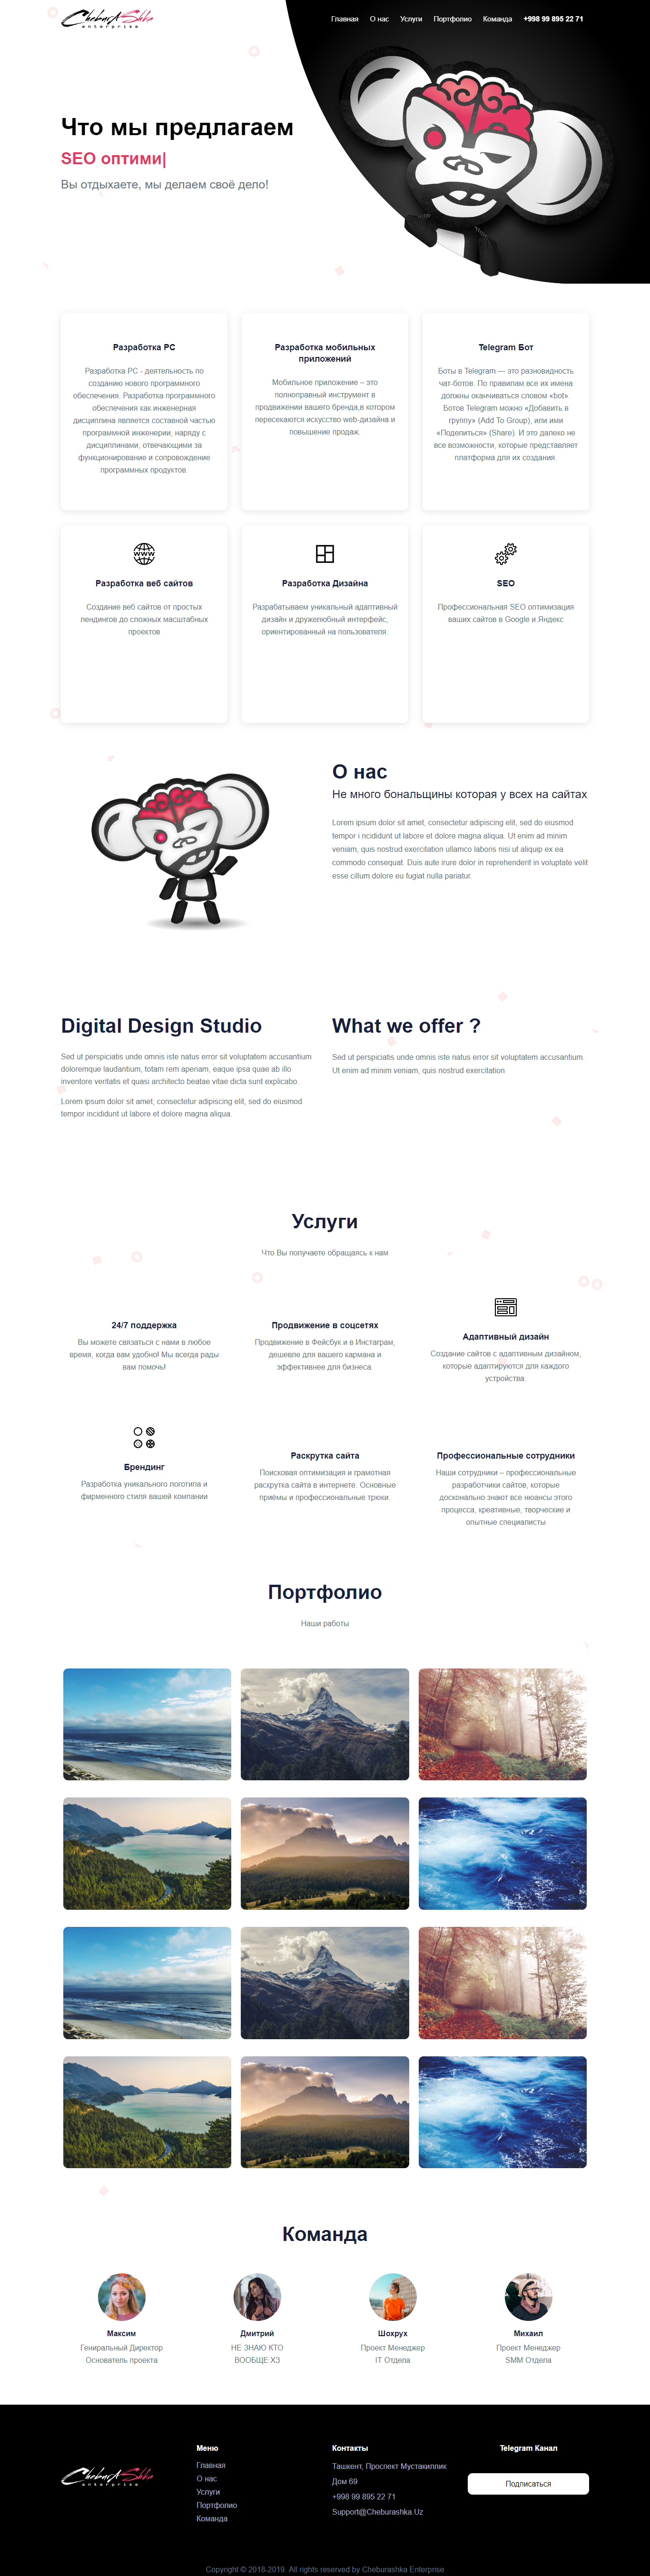 CheburAShka
enterprise
Главная О нас Услуги Портфолио Команда +998 99 895 22 71
Что мы предлагаем
SEO оптими|
Вы отдыхаете, мы делаем своё дело!
Разработка PC
Разработка PC - деятельность по
созданию нового программного
обеспечения. Разработка программного
обеспечения как инженерная
дисциплина является составной частью
программной инженерии, наряду с
дисциплинами, отвечающими за
функционирование и сопровождение
программных продуктов.
Разработка мобильных
приложений
Мобильное приложение – это
полноправный инструмент в
продвижении вашего бренда,в котором
пересекаются искусство web-дизайна и
повышение продаж.
Telegram Бот
Боты в Telegram — это разновидность
чат-ботов. По правилам все их имена
должны оканчиваться словом «bot».
Ботов Telegram можно «Добавить в
группу» (Add To Group), или ими
«Поделиться» (Share). И это далеко не
все возможности, которые представляет
платформа для их создания.
WWW
Разработка веб сайтов
Создание веб сайтов от простых
лендингов до сложных масштабных
проектов
Разработка Дизайна
Разрабатываем уникальный адаптивный
дизайн и дружелюбный интерфейс,
ориентированный на пользователя.
SEO
Профессиональная SEO оптимизация
ваших сайтов в Google и Яндекс
О нас
Не много бональщины которая у всех на сайтах
Lorem ipsum dolor sit amet, consectetur adipiscing elit, sed do eiusmod
tempor i ncididunt ut labore et dolore magna aliqua. Ut enim ad minim
veniam, quis nostrud exercitation ullamco laboris nisi ut aliquip ex ea
commodo consequat. Duis aute irure dolor in reprehenderit in voluptate velit
esse cillum dolore eu fugiat nulla pariatur.
Digital Design Studio
Sed ut perspiciatis unde omnis iste natus error sit voluptatem accusantium
doloremque laudantium, totam rem aperiam, eaque ipsa quae ab illo
inventore veritatis et quasi architecto beatae vitae dicta sunt explicabo.
Lorem ipsum dolor sit amet, consectetur adipiscing elit, sed do eiusmod
tempor incididunt ut labore et dolore magna aliqua.
What we offer ?
Sed ut perspiciatis unde omnis iste natus error sit voluptatem accusantium.
Ut enim ad minim veniam, quis nostrud exercitation
Услуги
Что Вы получаете обращаясь к нам
24/7 поддержка
Вы можете связаться с нами в любое
время, когда вам удобно! Мы всегда рады
вам помочь!
Продвижение в соцсетях
Продвижение в Фейсбук и в Инстаграм,
дешевле для вашего кармана и
эффективнее для бизнеса.
Адаптивный дизайн
Создание сайтов с адаптивным дизайном,
которые адаптируются для каждого
устройства.
Брендинг
Разработка уникального логотипа и
фирменного стиля вашей компании
Раскрутка сайта
Поисковая оптимизация и грамотная
раскрутка сайта в интернете. Основные
приёмы и профессиональные трюки.
Профессиональные сотрудники
Наши сотрудники – профессиональные
разработчики сайтов, которые
досконально знают все нюансы этого
процесса, креативные, творческие и
опытные специалисты
Портфолио
Наши работы
Команда
Максим
Гениральный Директор
Основатель проекта
Дмитрий
НЕ ЗНАЮ КТО
ВООБЩЕ ХЗ
Шохрух
Проект Менеджер
IT Отдела
Михаил
Проект Менеджер
SMM Отдела
CheburAShka
enterprise
Меню
Главная
О нас
Услуги
Портфолио
Команда
Контакты
Ташкент, Проспект Мустакиллик
Дом 69
+998 99 895 22 71
Support@Cheburashka.Uz
Telegram Канал
Подписаться
Copyright © 2018-2019. All rights reserved by Cheburashka Enterprise